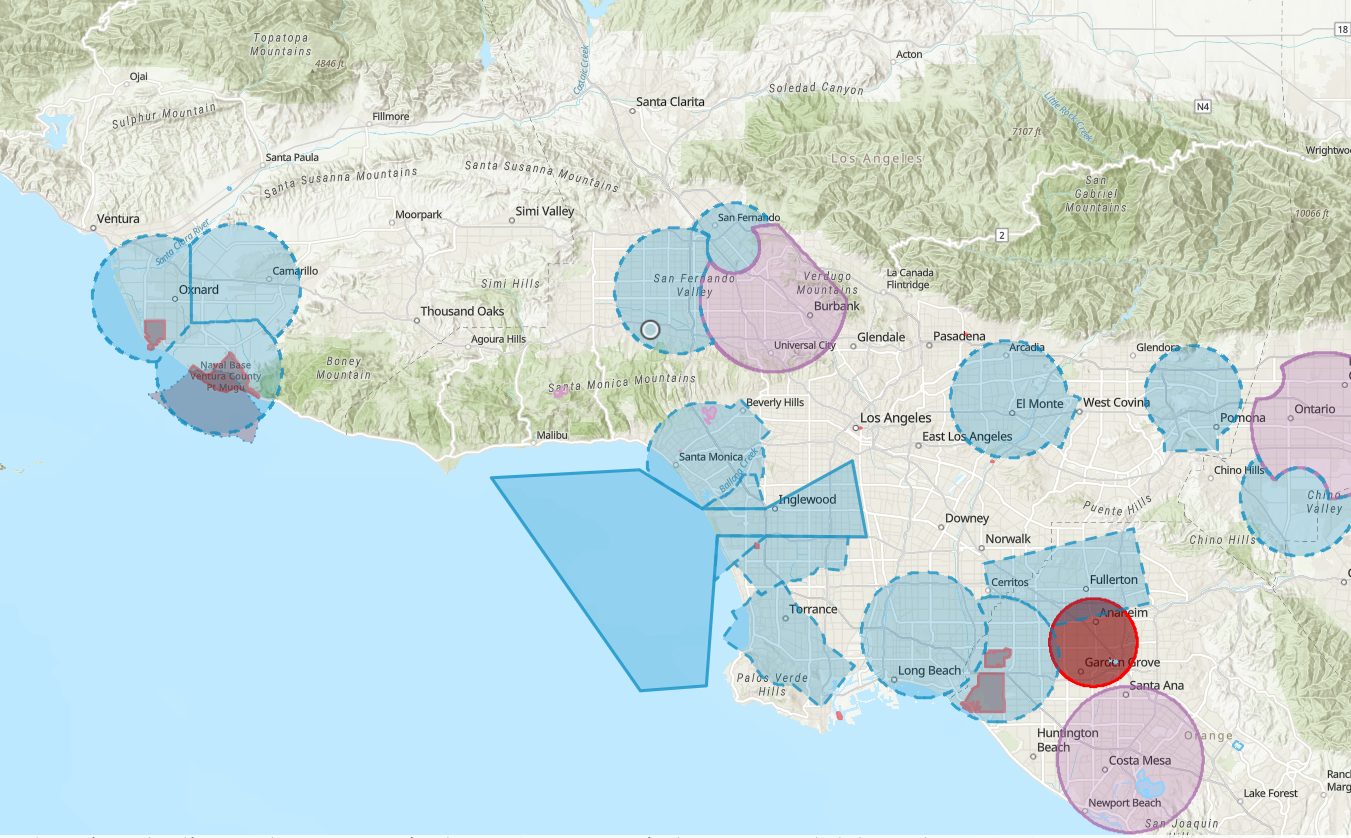 Topatopa
Mountains
4846 ft
Castaic Creek
Acton
18
Ojai
Soledad Canyon
Santa Clarita
Sulphur Mountain
Fillmore
Little Rock Creek
N4
7107 ft
Santa Paula
Los Angeles
Wrightwoo
Santa Susanna Mountains
Santa Susanna Mountains
San
Gabriel
Mountains
Ventura
Moorpark
Simi Valley
San Fernando
10066 ft
2
Santa Clara River
Camarillo
Oxnard
Simi Hills
San Fernando
Valley
Verdugo
Mountains
La Canada
Flintridge
Burbank
Thousand Oaks
Agoura Hills
Universal City
Glendale
Pasadena
Arcadia
Glendora
Naval Base
Ventura County
Pt Mugu
Boney
Mountain
Santa Monica Mountains
Beverly Hills
El Monte
West Covina
Ontario
Pomona
Los Angeles
East Los Angeles
Malibu
Santa Monica
Ballona Creek
Chino Hills
Inglewood
Chino
Valley
Puente Hills
Downey
Norwalk
Chino Hills
Cerritos
Fullerton
Torrance
Anaheim
Garden Grove
Long Beach
Palos Verde
Hills
Santa Ana
Huntington
Beach
Orange
Costa Mesa
Newport Beach
Lake Forest
Ranc
Marg
San Joaquin